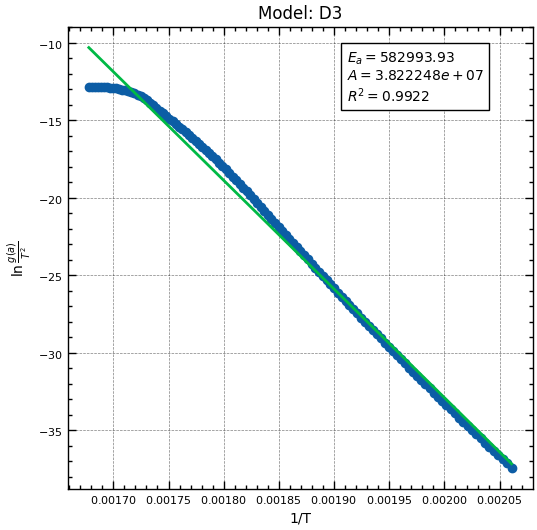 Model: D3
E_a = 582993.93
A = 3.822248e + 07
R^2 = 0.9922
−10
−15
−20
−25
−30
−35
ln g(a)/T^2
0.00170 0.00175 0.00180 0.00185 0.00190 0.00195 0.00200 0.00205
1/T